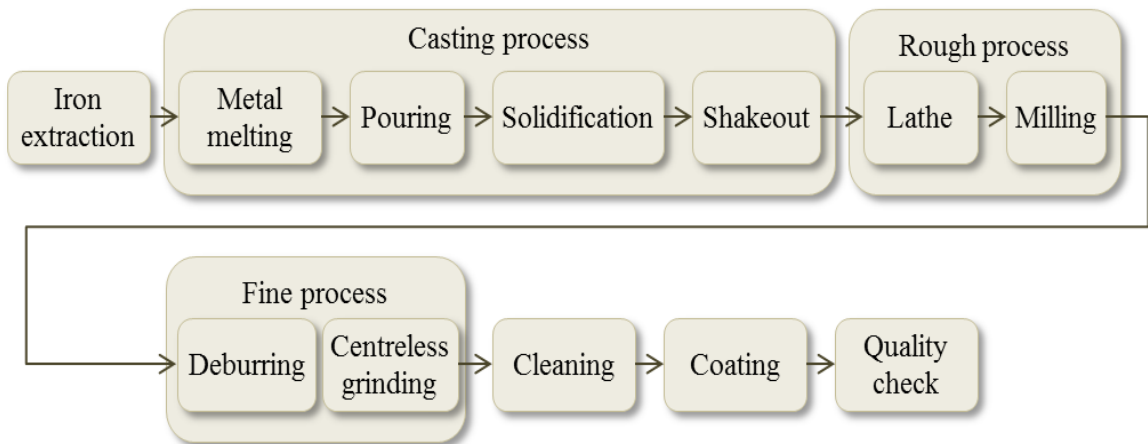 Casting process
Rough process
Iron
extraction
Metal
melting
Pouring
Solidification
Shakeout
Lathe
Milling
Fine process
Deburring
Centreless
grinding
Cleaning
Coating
Quality
check